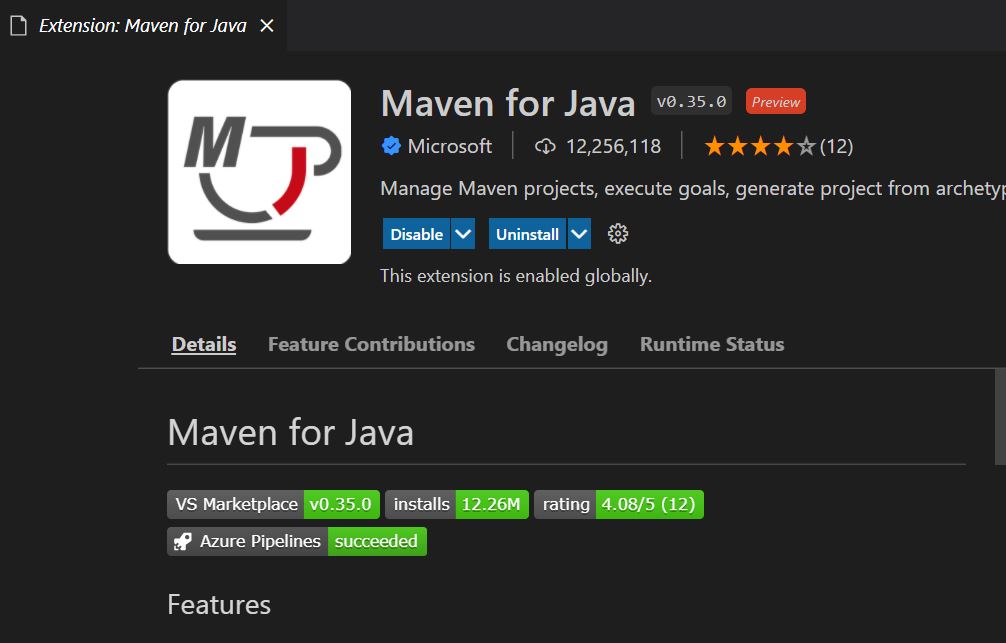 Extension: Maven for Java
Maven for Java v0.35.0 Preview
Microsoft 12,256,118 (12)
Manage Maven projects, execute goals, generate project from archetyp
Disable Uninstall
This extension is enabled globally.
Details Feature Contributions Changelog Runtime Status
Maven for Java
VS Marketplace v0.35.0 installs 12.26M rating 4.08/5 (12)
Azure Pipelines succeeded
Features